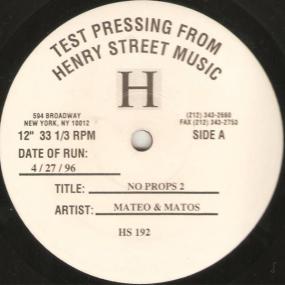 TEST PRESSING FROM
HENRY STREET MUSIC
H
594 BROADWAY
NEW YORK, NY 10012
(212) 343-2660
FAX (212) 343-2750
12" 33 1/3 RPM
SIDE A
DATE OF RUN:
4 / 27 / 96
TITLE: NO PROPS 2
ARTIST: MATEO & MATOS
HS 192